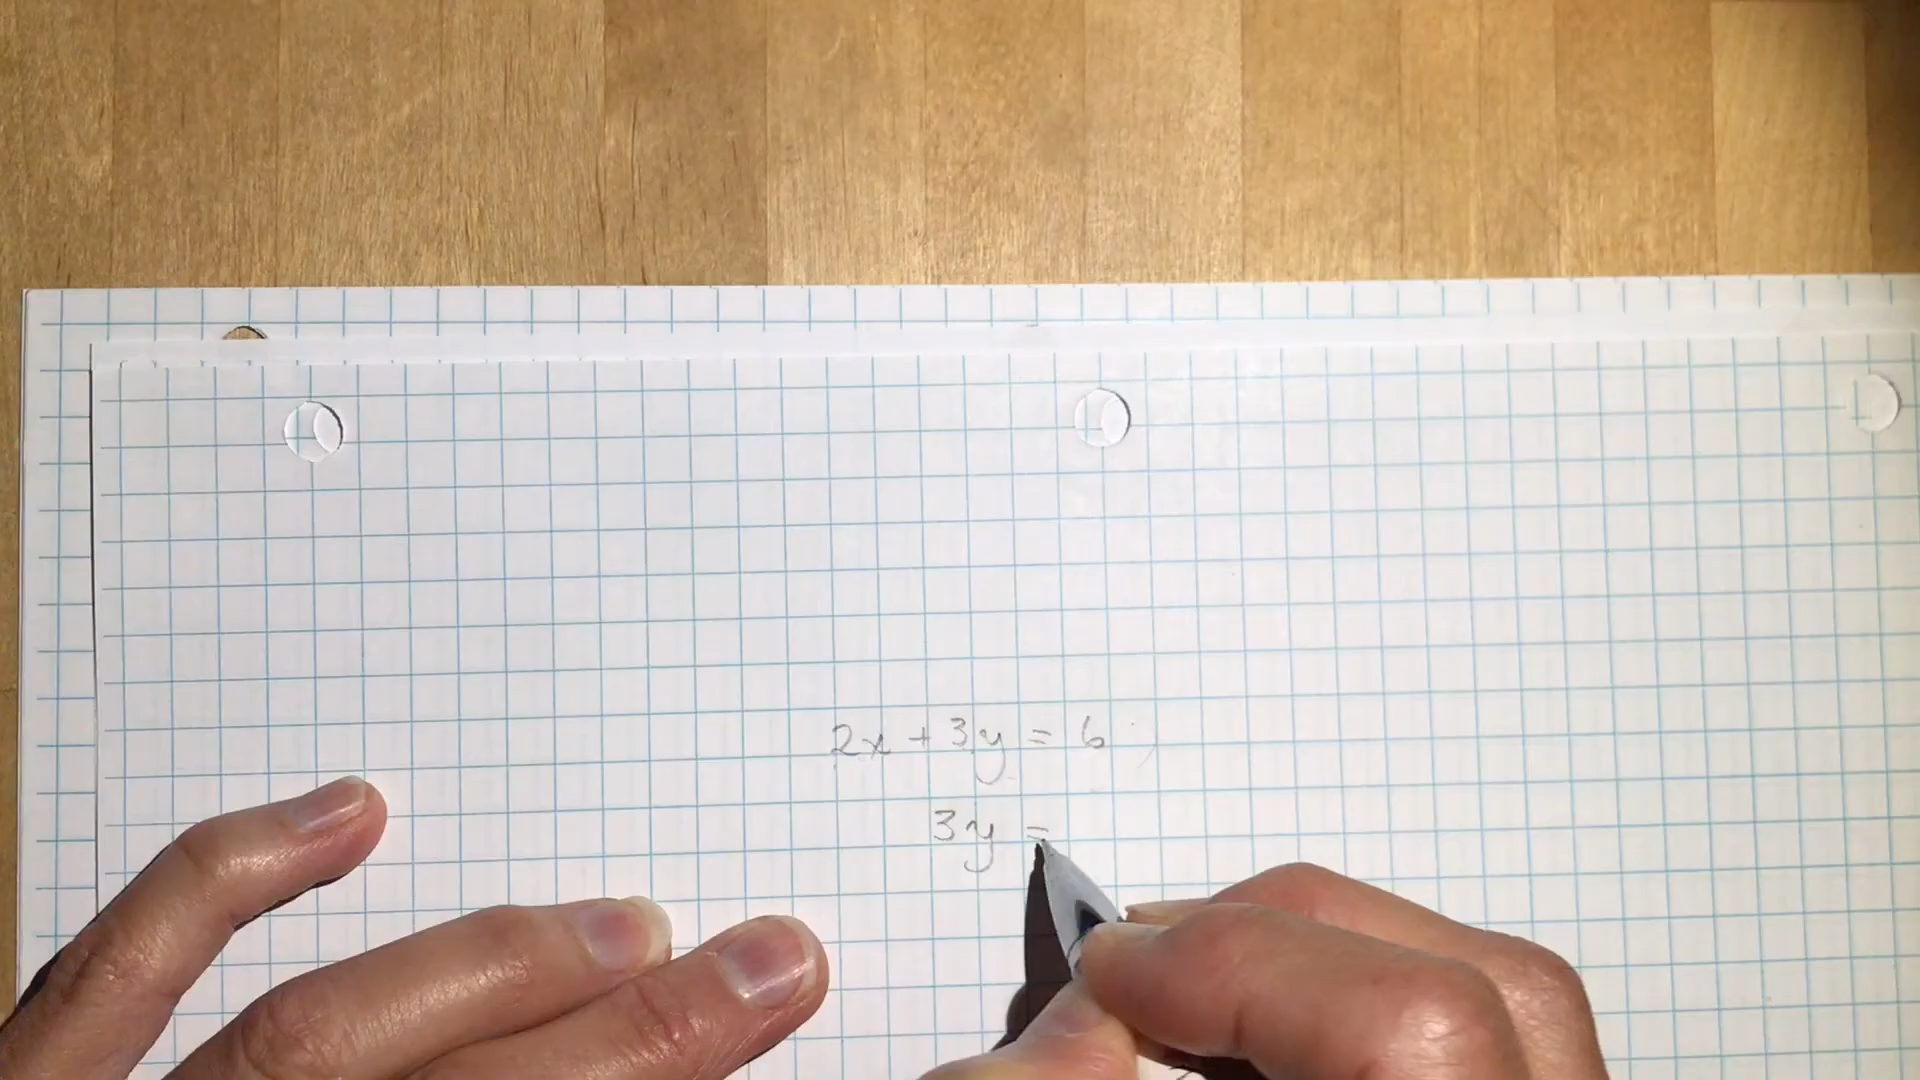 2x + 3y = 6
3y =